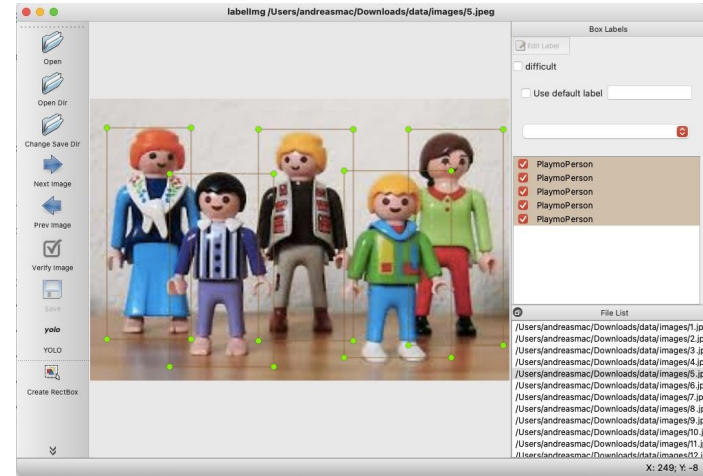 labelImg /Users/andreasmac/Downloads/data/images/5.jpeg
Open
Open Dir
Change Save Dir
Next Image
Prev Image
Verify Image
Save
yolo
YOLO
Create RectBox
Box Labels
Edit Label
difficult
Use default label
PlaymoPerson
PlaymoPerson
PlaymoPerson
PlaymoPerson
PlaymoPerson
File List
/Users/andreasmac/Downloads/data/images/1.jp
/Users/andreasmac/Downloads/data/images/2.jp
/Users/andreasmac/Downloads/data/images/3.jp
/Users/andreasmac/Downloads/data/images/4.jp
/Users/andreasmac/Downloads/data/images/5.jp
/Users/andreasmac/Downloads/data/images/6.jp
/Users/andreasmac/Downloads/data/images/7.jp
/Users/andreasmac/Downloads/data/images/8.jp
/Users/andreasmac/Downloads/data/images/9.jp
/Users/andreasmac/Downloads/data/images/10.j
/Users/andreasmac/Downloads/data/images/11.j
/Users/andreasmac/Downloads/data/images/12.j
X: 249; Y: -8